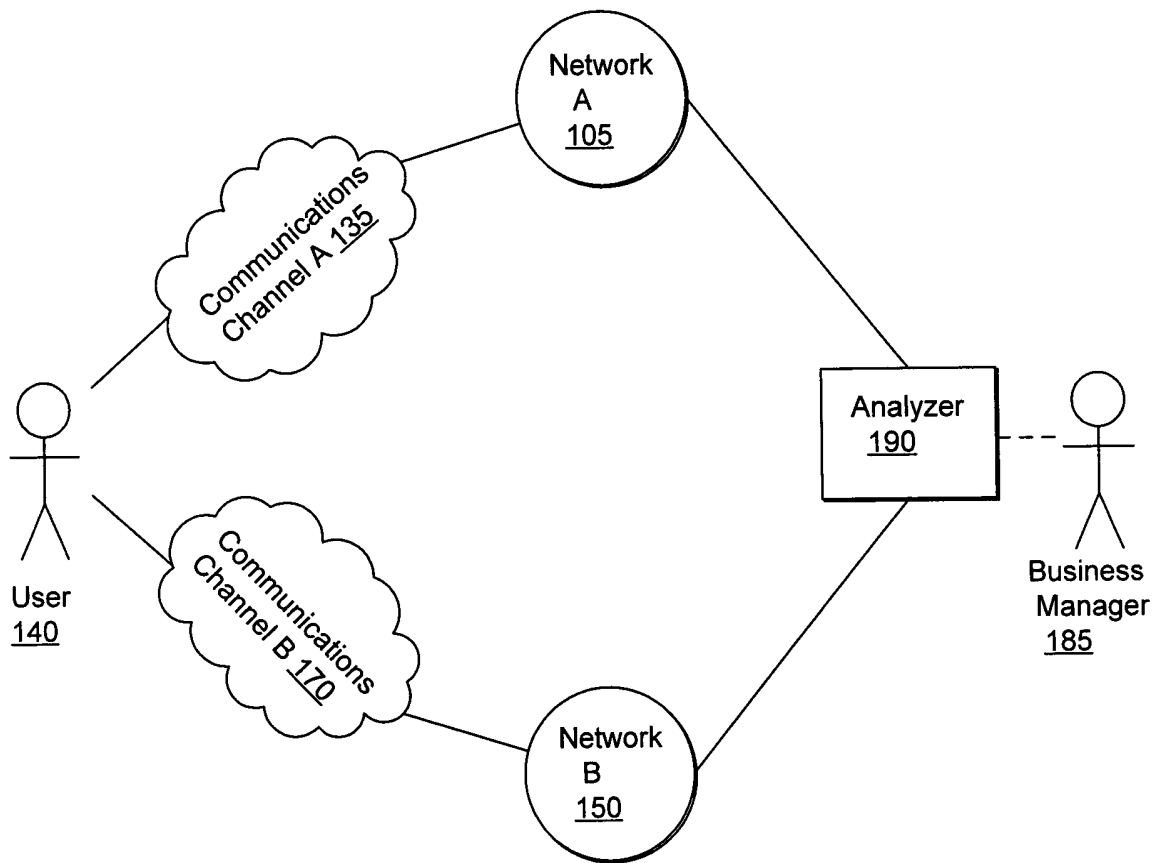 Network
A
105
Communications
Channel A 135
Analyzer
190
User
140
Business
Manager
185
Communications
Channel B 170
Network
B
150